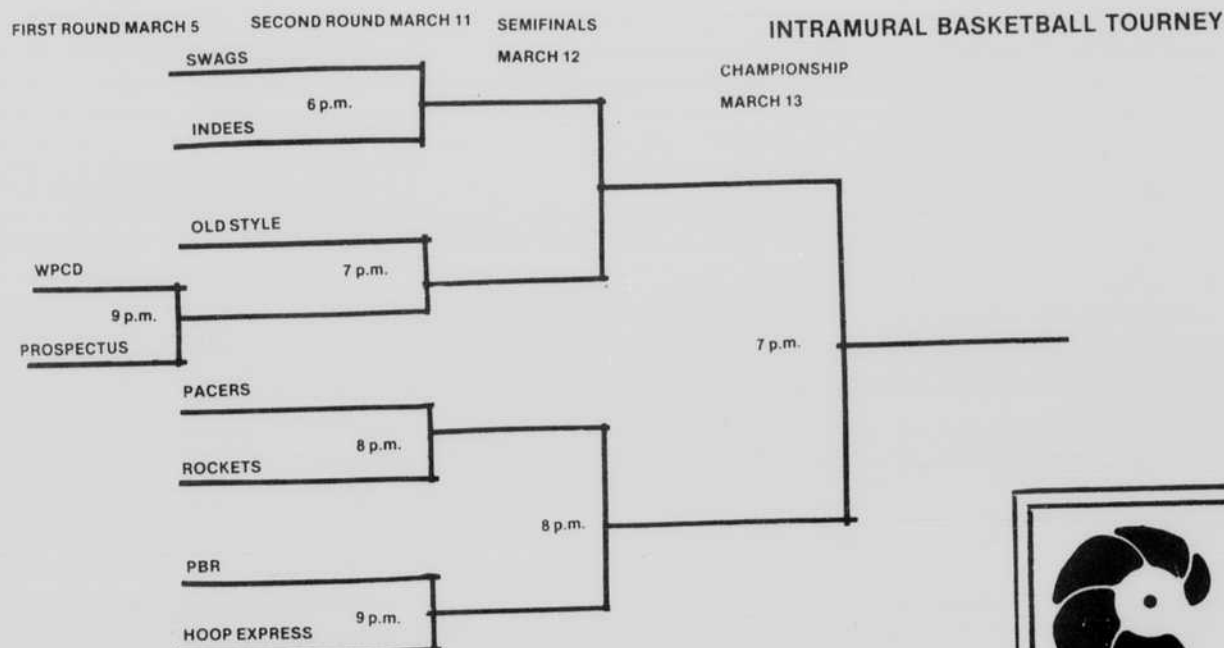 INTRAMURAL BASKETBALL TOURNEY
FIRST ROUND MARCH 5
SECOND ROUND MARCH 11
SEMIFINALS
MARCH 12
CHAMPIONSHIP
MARCH 13
SWAGS
6 p.m.
INDEES
OLD STYLE
7 p.m.
WPCD
9 p.m.
PROSPECTUS
PACERS
8 p.m.
ROCKETS
PBR
9 p.m.
HOOP EXPRESS
8 p.m.
7 p.m.